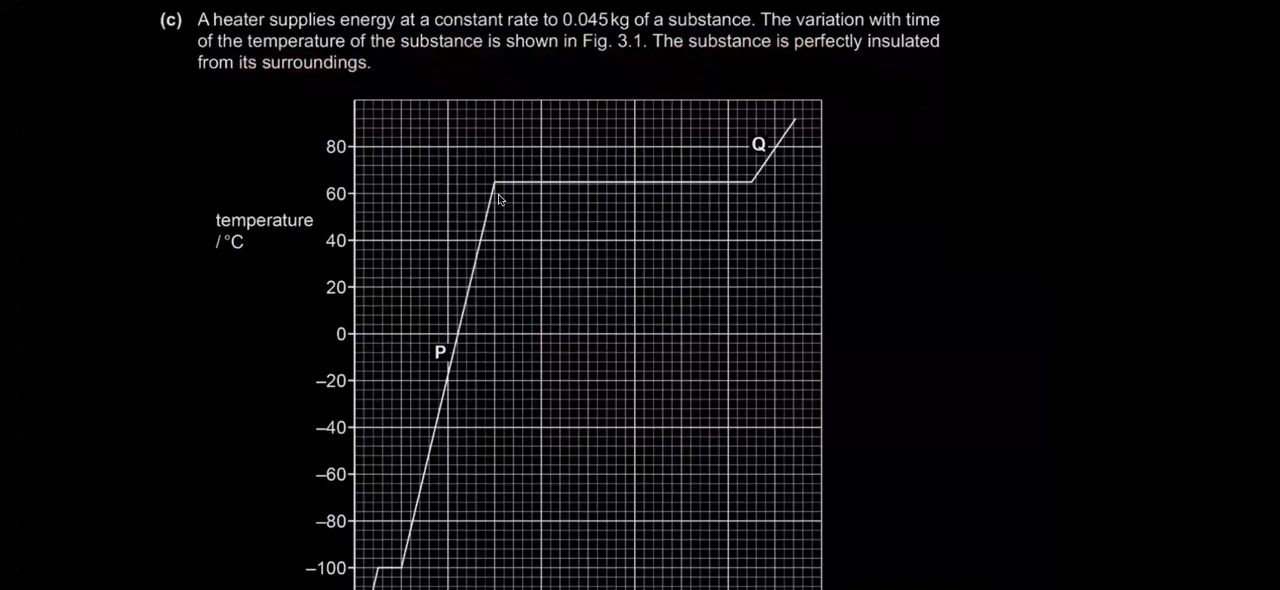 (c) A heater supplies energy at a constant rate to 0.045 kg of a substance. The variation with time
of the temperature of the substance is shown in Fig. 3.1. The substance is perfectly insulated
from its surroundings.
80
Q
60
temperature
/ °C
40
20
0
P
–20
–40
–60
–80
–100